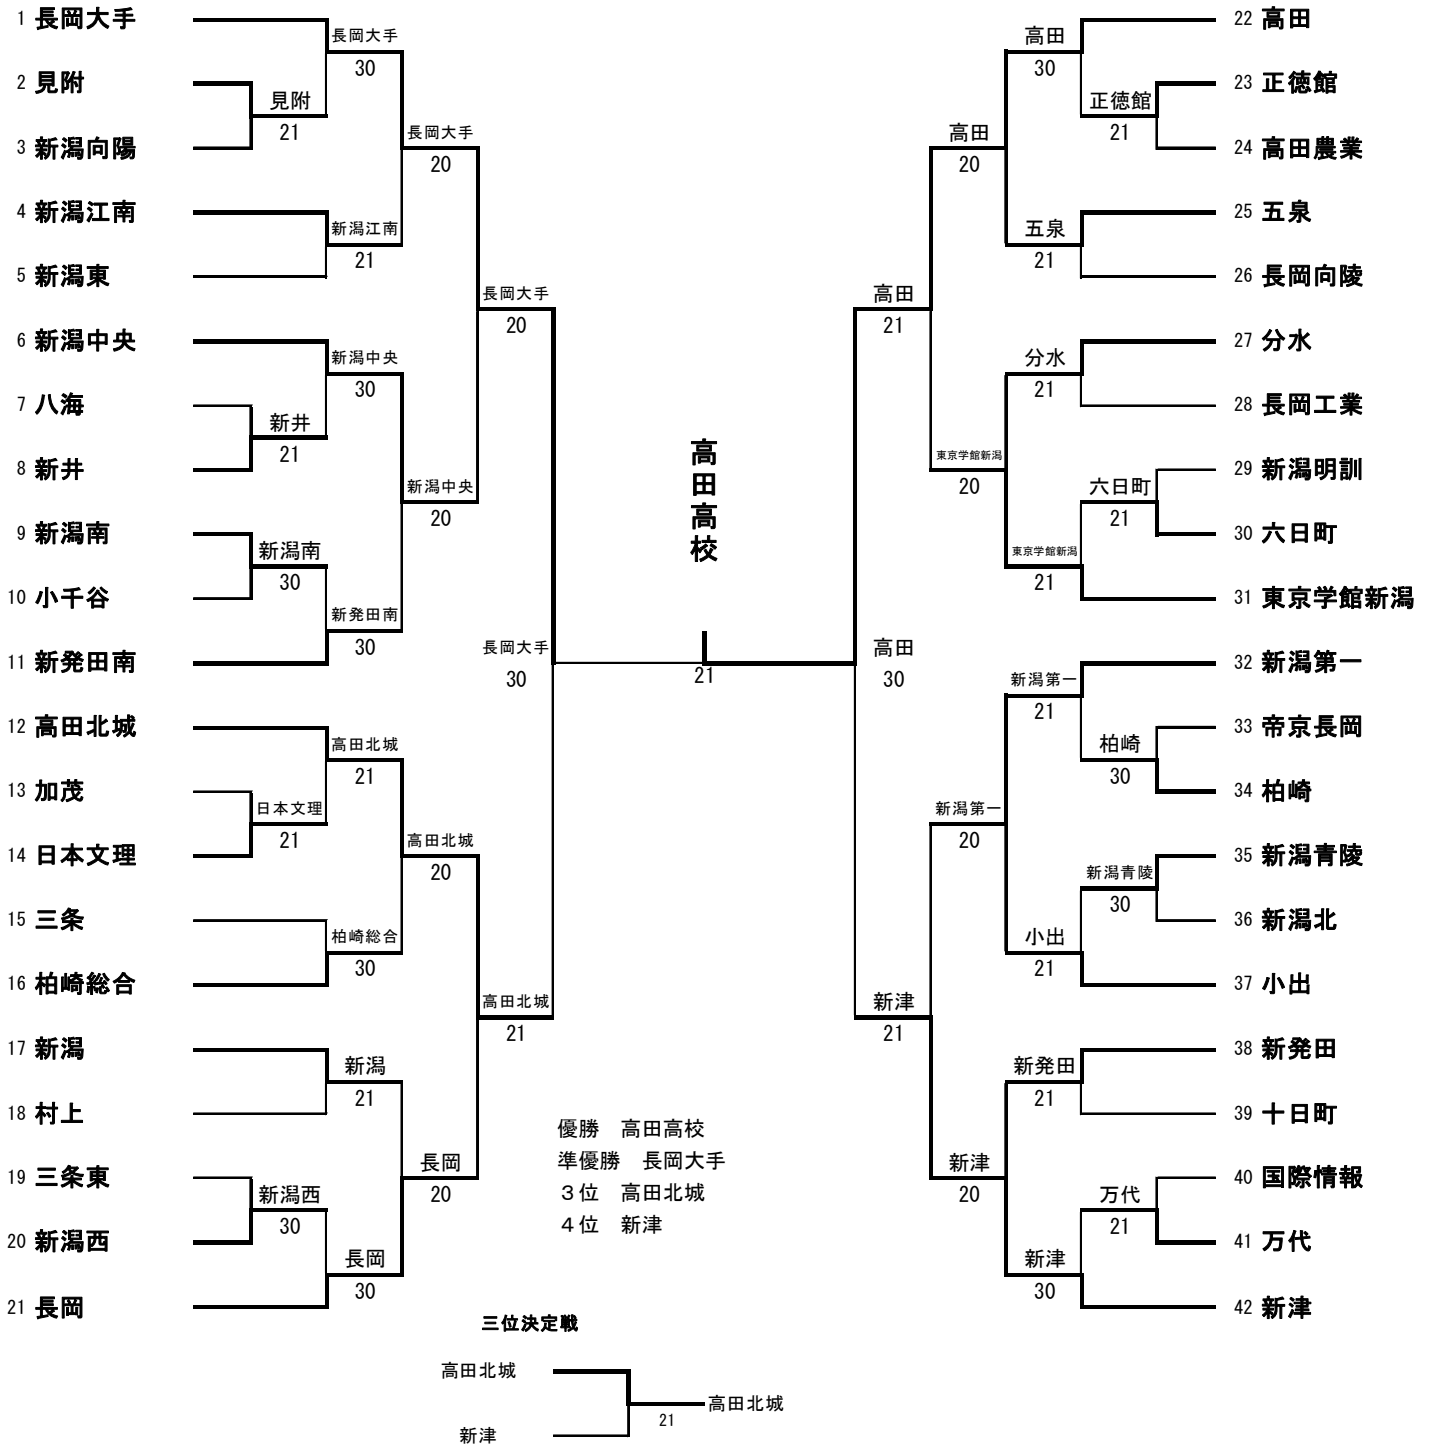 1 長岡大手
2 見附
3 新潟向陽
4 新潟江南
5 新潟東
6 新潟中央
7 八海
8 新井
9 新潟南
10 小千谷
11 新発田南
12 高田北城
13 加茂
14 日本文理
15 三条
16 柏崎総合
17 新潟
18 村上
19 三条東
20 新潟西
21 長岡
見附
21
新井
21
新潟南
30
日本文理
21
新潟西
30
長岡大手
30
新潟江南
21
新潟中央
30
新発田南
30
高田北城
21
柏崎総合
30
新潟
21
長岡
30
長岡大手
20
新潟中央
20
高田北城
20
長岡
20
長岡大手
20
高田北城
21
長岡大手
30
高田高校
21
高田
30
高田
21
新津
21
高田
20
東京学館新潟
20
新潟第一
20
新津
20
高田
30
五泉
21
分水
21
東京学館新潟
21
新潟第一
21
小出
21
新発田
21
新津
30
正徳館
21
六日町
21
柏崎
30
新潟青陵
30
万代
21
22 高田
23 正徳館
24 高田農業
25 五泉
26 長岡向陵
27 分水
28 長岡工業
29 新潟明訓
30 六日町
31 東京学館新潟
32 新潟第一
33 帝京長岡
34 柏崎
35 新潟青陵
36 新潟北
37 小出
38 新発田
39 十日町
40 国際情報
41 万代
42 新津
優勝　高田高校
準優勝　長岡大手
３位　高田北城
４位　新津
三位決定戦
高田北城
新津
21
高田北城